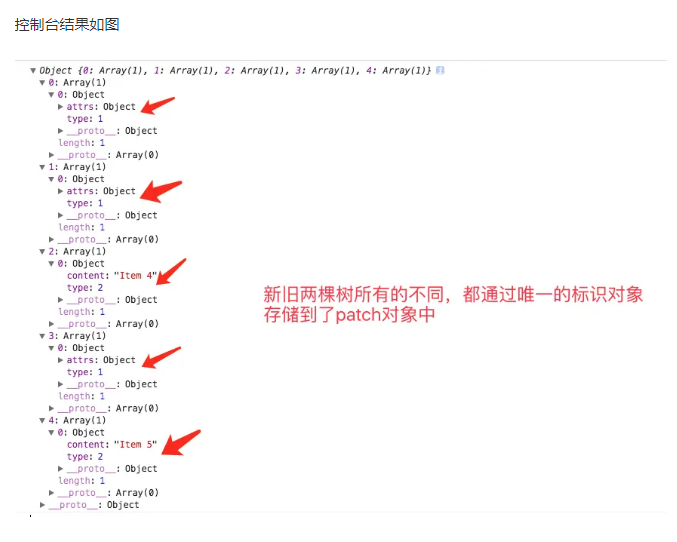 控制台结果如图
▼ Object {0: Array(1), 1: Array(1), 2: Array(1), 3: Array(1), 4: Array(1)} i
▼ 0: Array(1)
▼ 0: Object
▶ attrs: Object
type: 1
▶ __proto__: Object
length: 1
▶ __proto__: Array(0)
▼ 1: Array(1)
▼ 0: Object
▶ attrs: Object
type: 1
▶ __proto__: Object
length: 1
▶ __proto__: Array(0)
▼ 2: Array(1)
▼ 0: Object
content: "Item 4"
type: 2
▶ __proto__: Object
length: 1
▶ __proto__: Array(0)
新旧两棵树所有的不同，都通过唯一的标识对象
存储到了patch对象中
▼ 3: Array(1)
▼ 0: Object
▶ attrs: Object
type: 1
▶ __proto__: Object
length: 1
▶ __proto__: Array(0)
▼ 4: Array(1)
▼ 0: Object
content: "Item 5"
type: 2
▶ __proto__: Object
length: 1
▶ __proto__: Array(0)
▶ __proto__: Object